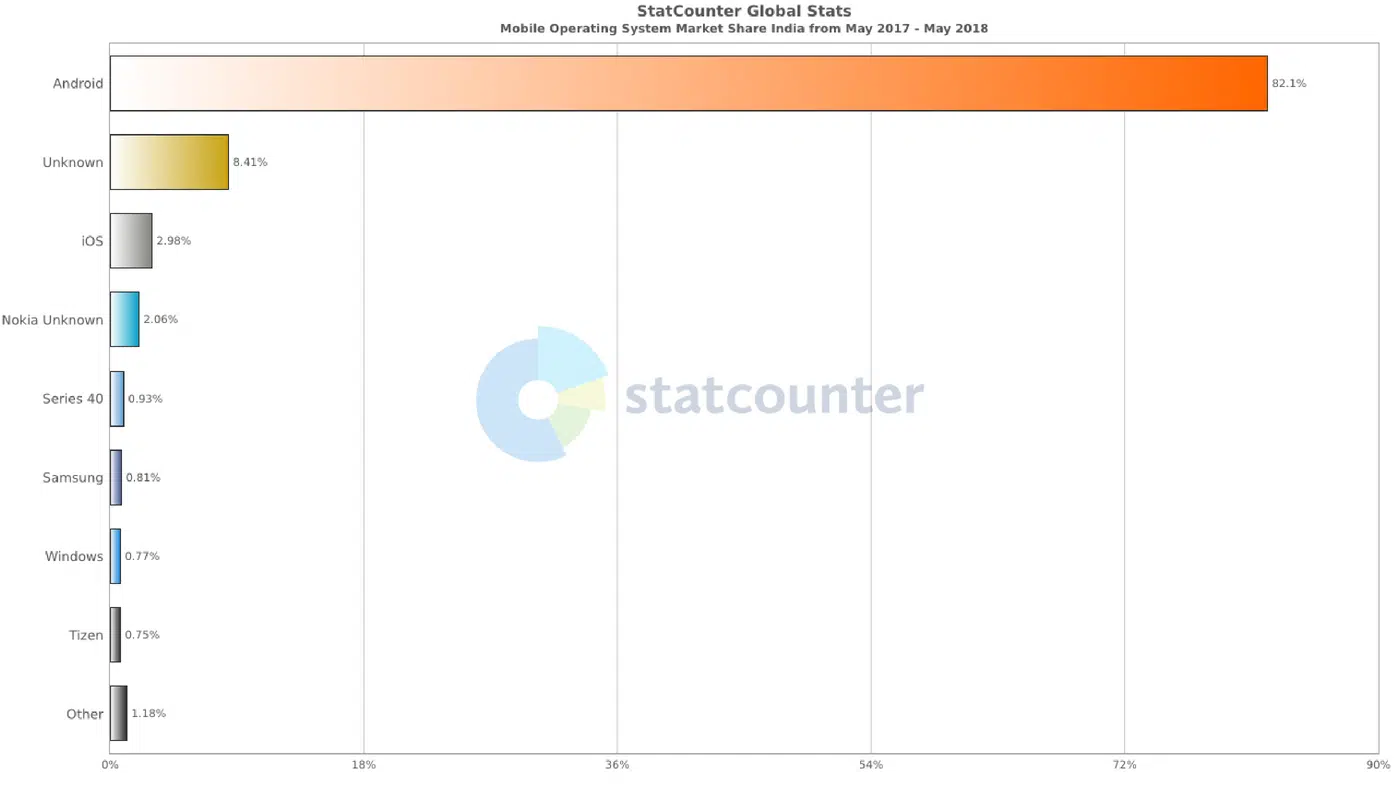 StatCounter Global Stats
Mobile Operating System Market Share India from May 2017 - May 2018
Android 82.1%
Unknown 8.41%
iOS 2.98%
Nokia Unknown 2.06%
Series 40 0.93%
Samsung 0.81%
Windows 0.77%
Tizen 0.75%
Other 1.18%
statcounter
0% 18% 36% 54% 72% 90%